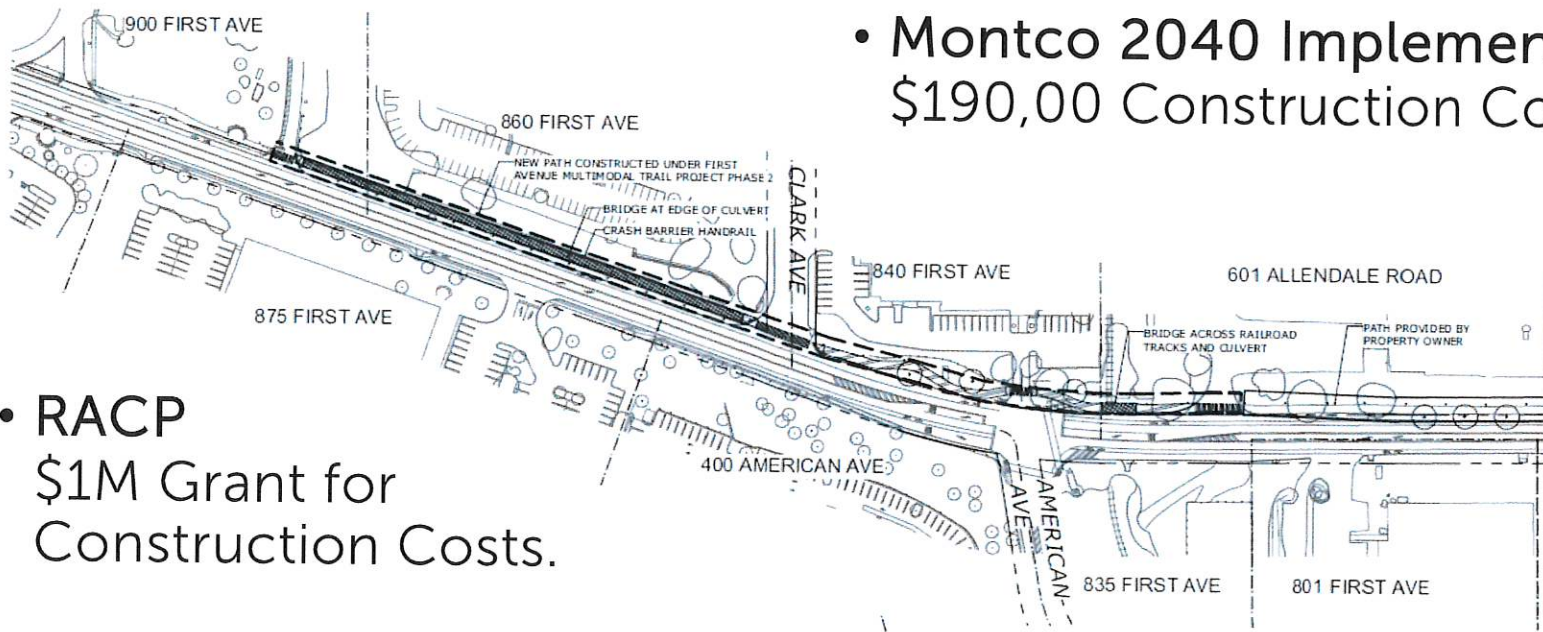 900 FIRST AVE
• Montco 2040 Implemen
$190,00 Construction Co
860 FIRST AVE
NEW PATH CONSTRUCTED UNDER FIRST
AVENUE MULTIMODAL TRAIL PROJECT PHASE 2
BRIDGE AT EDGE OF CULVERT
CRASH BARRIER HANDRAIL
CLARK AVE
840 FIRST AVE
601 ALLENDALE ROAD
875 FIRST AVE
BRIDGE ACROSS RAILROAD
TRACKS AND CULVERT
PATH PROVIDED BY
PROPERTY OWNER
• RACP
$1M Grant for
Construction Costs.
400 AMERICAN AVE
AMERICAN
AVE
835 FIRST AVE
801 FIRST AVE